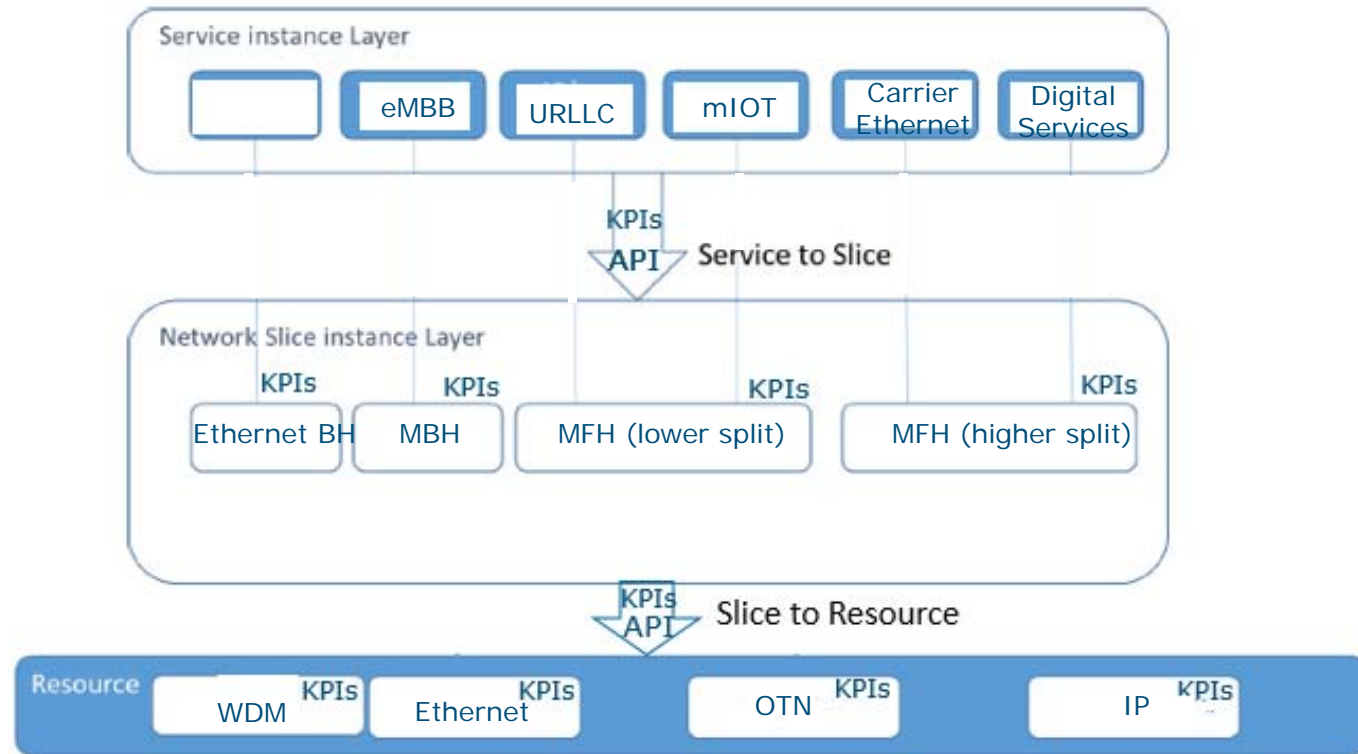 Service instance Layer
eMBB
URLLC
mIOT
Carrier
Ethernet
Digital
Services
KPIs
API
Service to Slice
Network Slice instance Layer
KPIs
KPIs
KPIs
KPIs
Ethernet BH
MBH
MFH (lower split)
MFH (higher split)
KPIs
API
Slice to Resource
Resource
WDM
KPIs
Ethernet
KPIs
OTN
KPIs
IP
KPIs